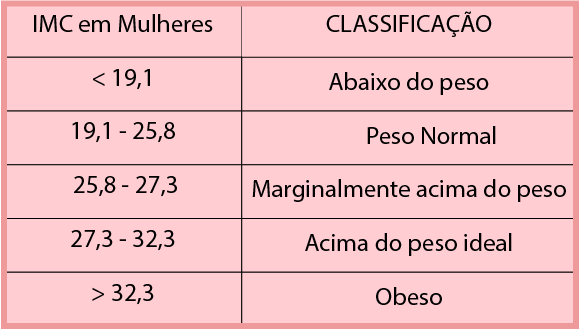 IMC em Mulheres CLASSIFICAÇÃO
< 19,1 Abaixo do peso
19,1 - 25,8 Peso Normal
25,8 - 27,3 Marginalmente acima do peso
27,3 - 32,3 Acima do peso ideal
> 32,3 Obeso